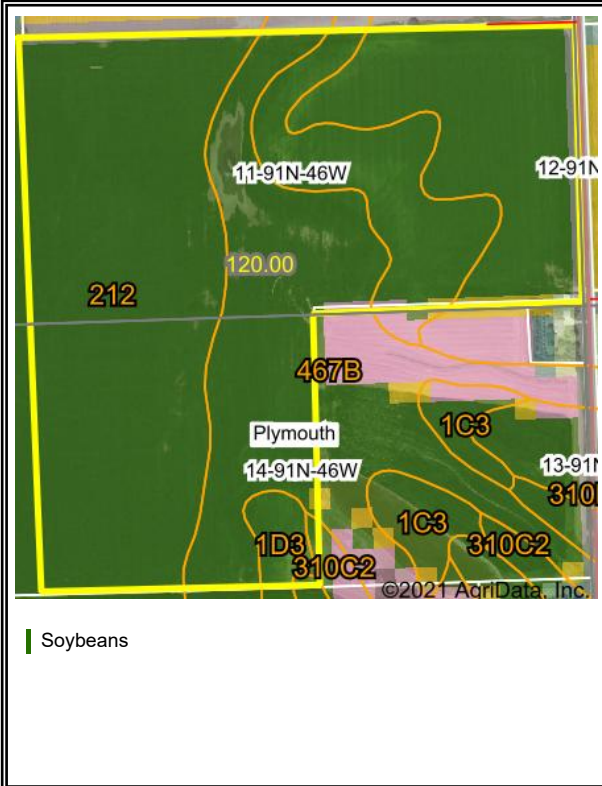 11-91N-46W
12-91N
120.00
212
467B
1C3
Plymouth
14-91N-46W
13-91N
310
1C3
1D3
310C2
310C2
©2021 AgriData, Inc.
Soybeans